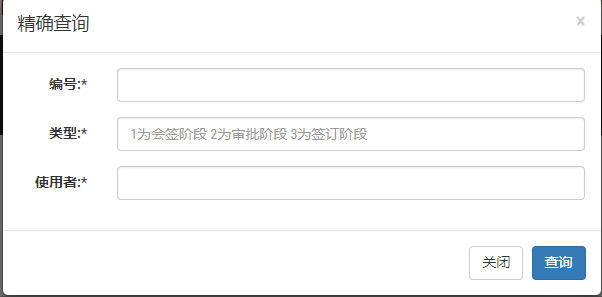 精确查询 ×
编号:*
类型:* 1为会签阶段 2为审批阶段 3为签订阶段
使用者:*
关闭 查询